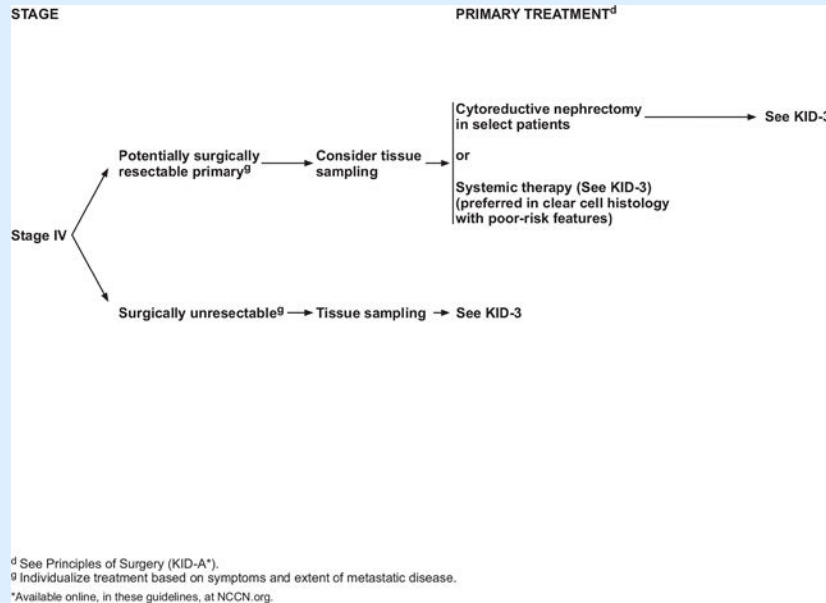 STAGE
PRIMARY TREATMENTd
Cytoreductive nephrectomy
in select patients
See KID-3
Potentially surgically
resectable primaryg
Consider tissue
sampling
or
Systemic therapy (See KID-3)
(preferred in clear cell histology
with poor-risk features)
Stage IV
Surgically unresectableg
Tissue sampling
See KID-3
d See Principles of Surgery (KID-A*).
g Individualize treatment based on symptoms and extent of metastatic disease.
*Available online, in these guidelines, at NCCN.org.